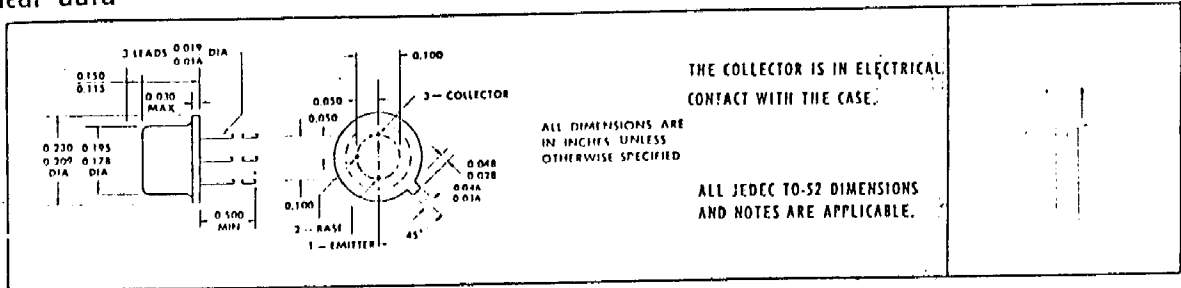 data
3 LEADS 0.019 DIA
0.016
0.150
0.115
0.030
MAX
0.230
0.209
DIA
0.195
0.178
DIA
0.500
MIN
0.100
0.050
0.050
3 — COLLECTOR
0.100
2 — BASE
1 — EMITTER
45°
0.048
0.028
0.046
0.036
ALL DIMENSIONS ARE
IN INCHES UNLESS
OTHERWISE SPECIFIED
THE COLLECTOR IS IN ELECTRICAL
CONTACT WITH THE CASE.
ALL JEDEC TO-52 DIMENSIONS
AND NOTES ARE APPLICABLE.